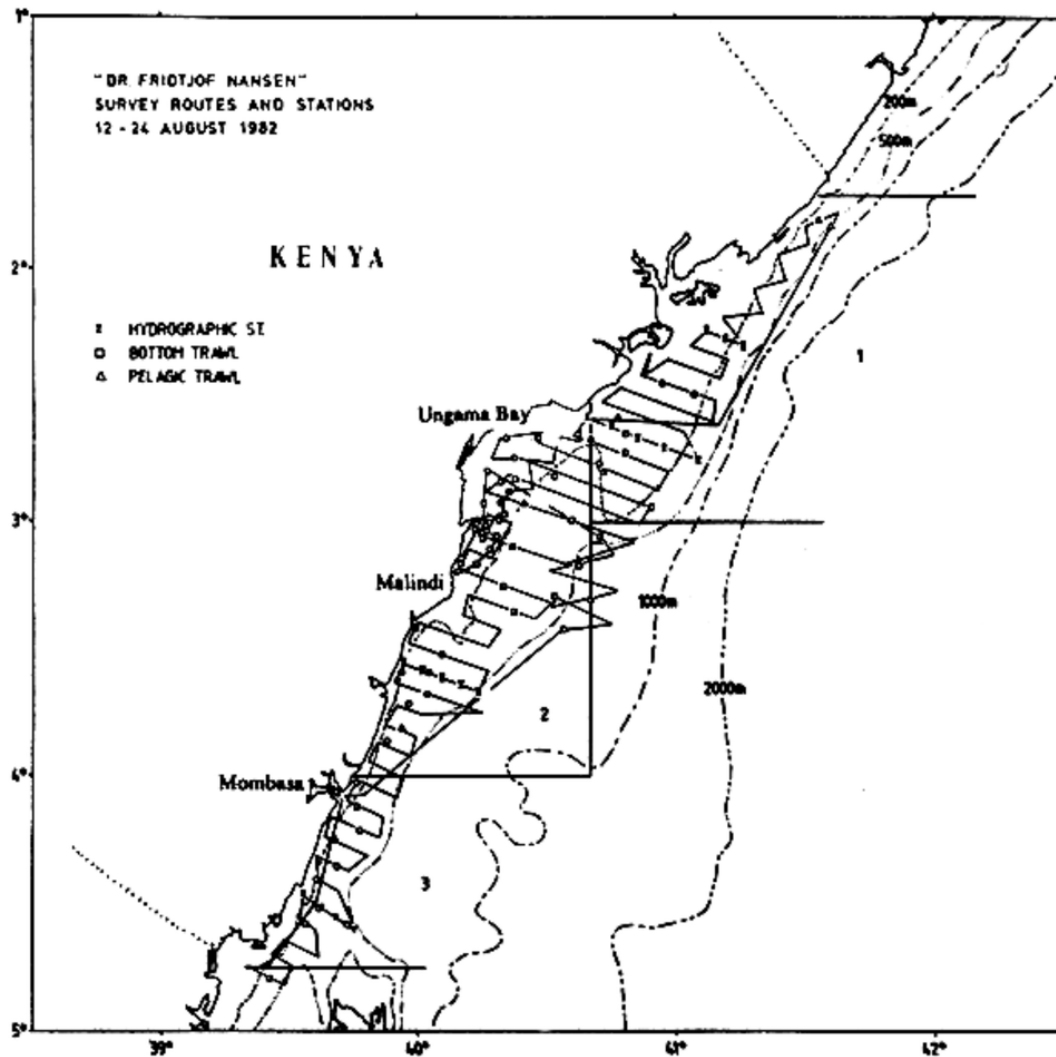 1°
"DR. FRIDTJOF NANSEN"
SURVEY ROUTES AND STATIONS
12 - 24 AUGUST 1982
200m
500m
KENYA
2°
HYDROGRAPHIC ST.
BOTTOM TRAWL
PELAGIC TRAWL
1
Ungama Bay
3°
Malindi
1000m
2000m
2
4°
Mombasa
3
5°
39°
40°
41°
42°